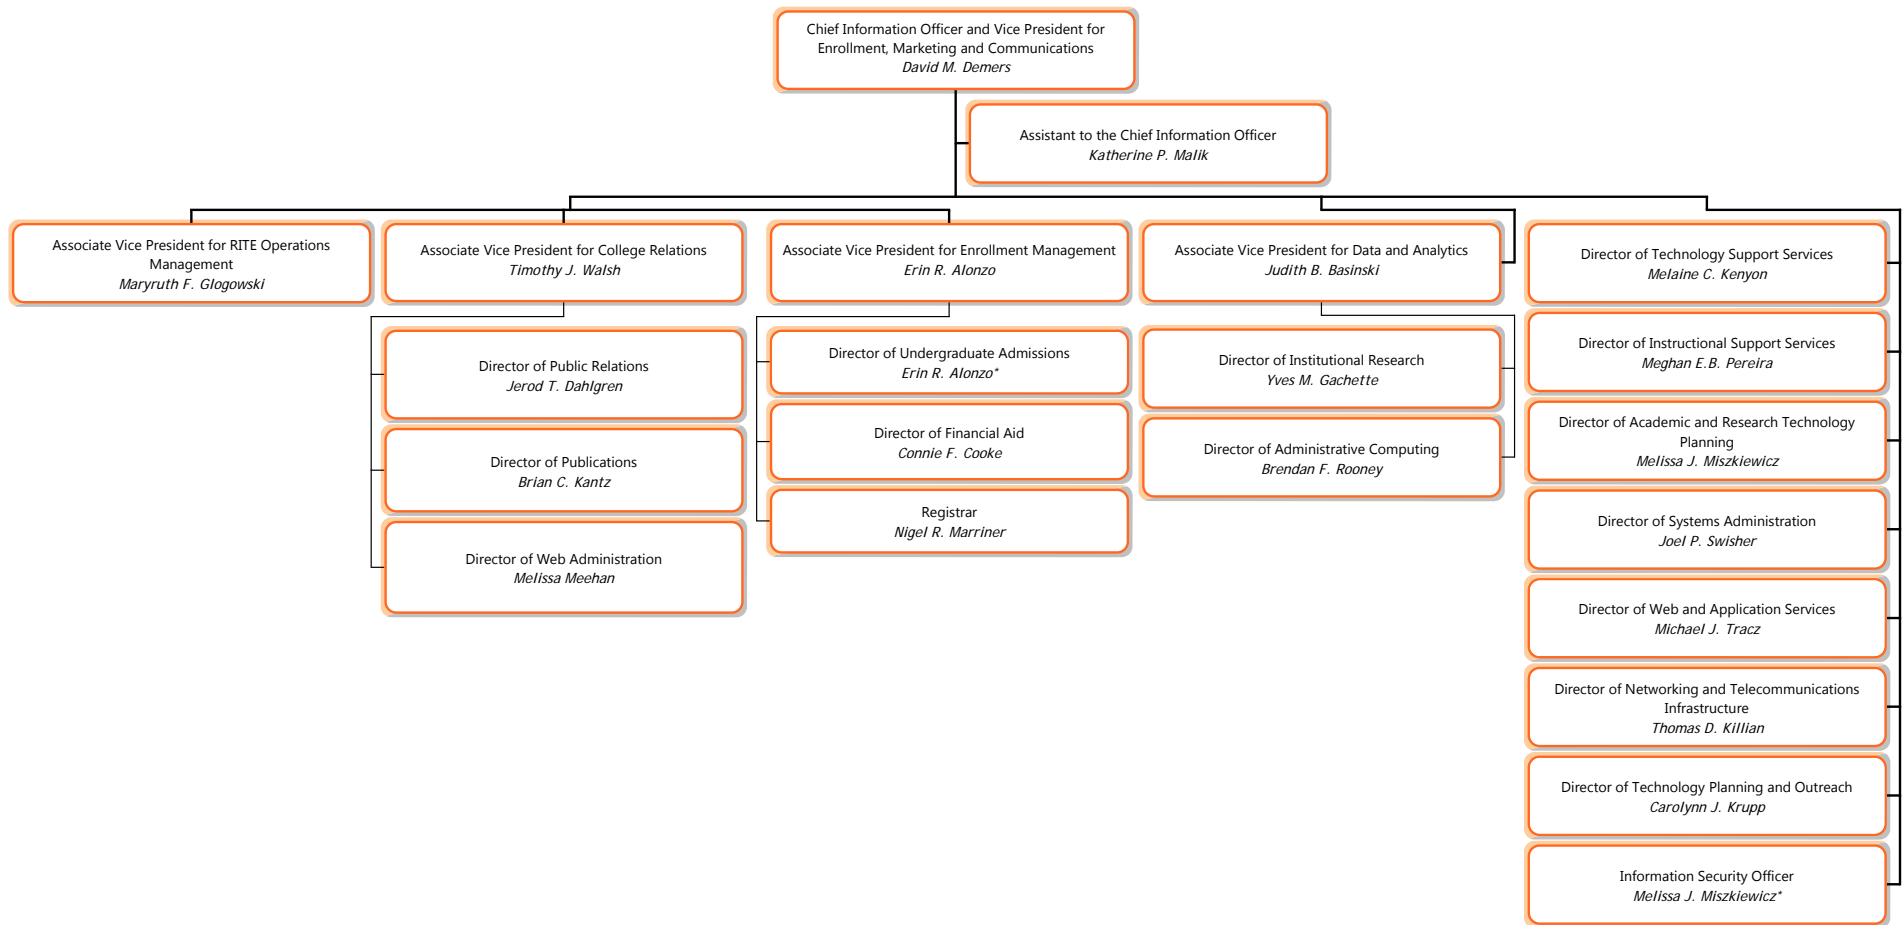 Chief Information Officer and Vice President for
Enrollment, Marketing and Communications
David M. Demers
Assistant to the Chief Information Officer
Katherine P. Malik
Associate Vice President for RITE Operations
Management
Maryruth F. Glogowski
Associate Vice President for College Relations
Timothy J. Walsh
Director of Public Relations
Jerod T. Dahlgren
Director of Publications
Brian C. Kantz
Director of Web Administration
Melissa Meehan
Associate Vice President for Enrollment Management
Erin R. Alonzo
Director of Undergraduate Admissions
Erin R. Alonzo*
Director of Financial Aid
Connie F. Cooke
Registrar
Nigel R. Marriner
Associate Vice President for Data and Analytics
Judith B. Basinski
Director of Institutional Research
Yves M. Gachette
Director of Administrative Computing
Brendan F. Rooney
Director of Technology Support Services
Melaine C. Kenyon
Director of Instructional Support Services
Meghan E.B. Pereira
Director of Academic and Research Technology
Planning
Melissa J. Miszkiewicz
Director of Systems Administration
Joel P. Swisher
Director of Web and Application Services
Michael J. Tracz
Director of Networking and Telecommunications
Infrastructure
Thomas D. Killian
Director of Technology Planning and Outreach
Carolynn J. Krupp
Information Security Officer
Melissa J. Miszkiewicz*